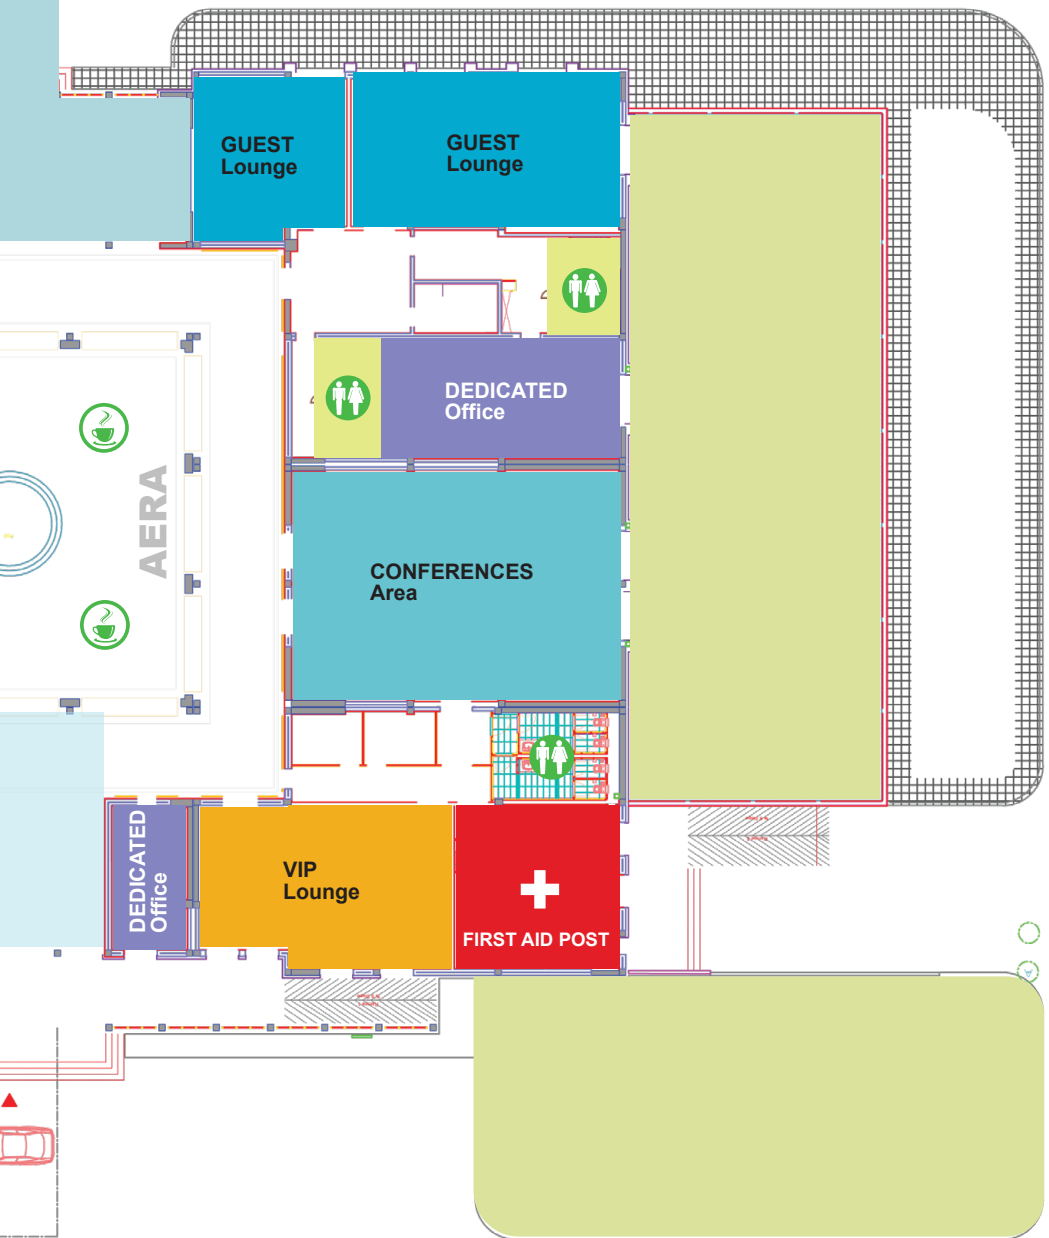 GUEST
Lounge
GUEST
Lounge
DEDICATED
Office
AERA
CONFERENCES
Area
DEDICATED
Office
VIP
Lounge
FIRST AID POST